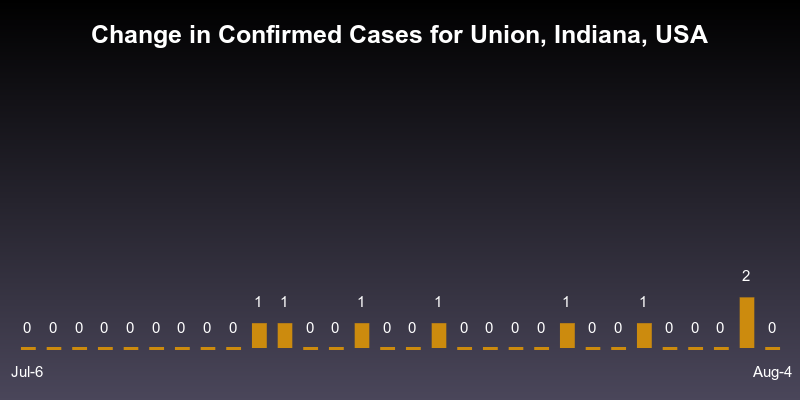 Change in Confirmed Cases for Union, Indiana, USA
2
1 1 1 1 1 1
0 0 0 0 0 0 0 0 0 0 0 0 0 0 0 0 0 0 0 0 0 0 0
Jul-6 Aug-4